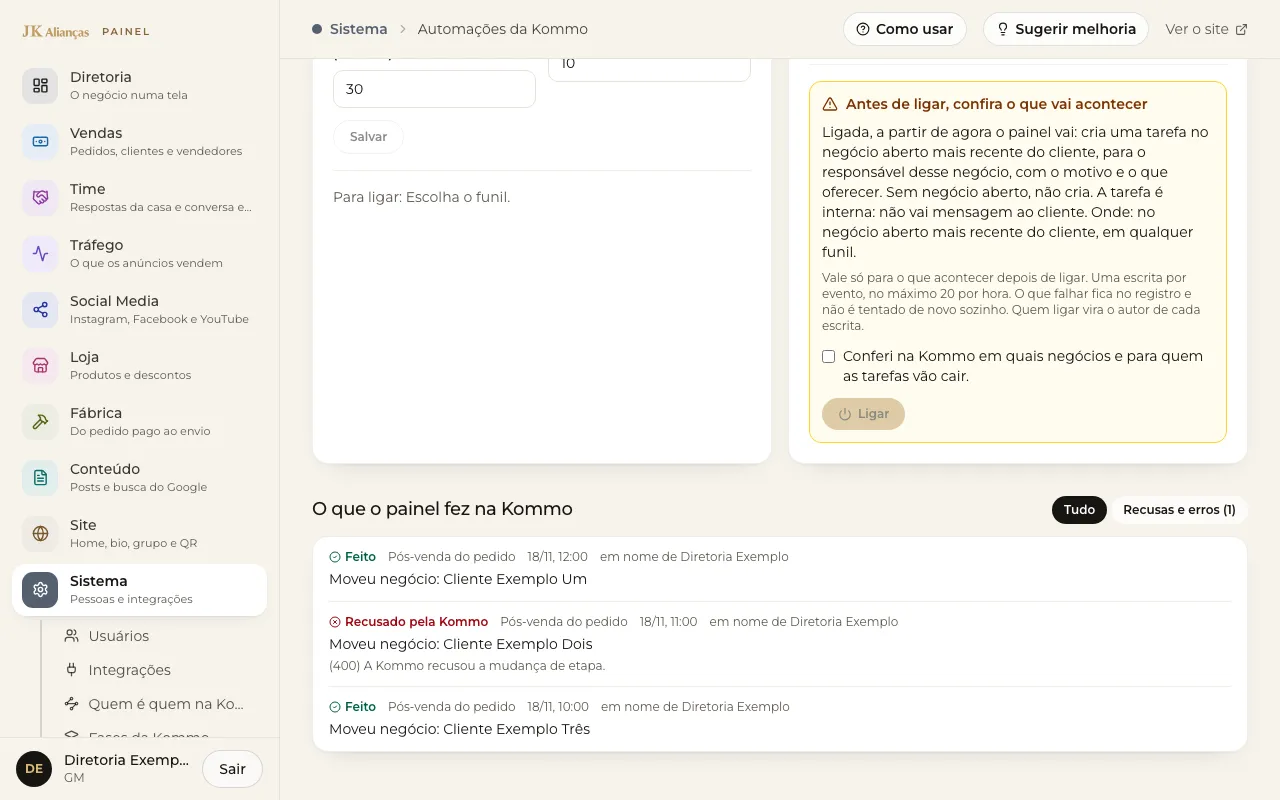 JK Alianças PAINEL
Diretoria
O negócio numa tela
Vendas
Pedidos, clientes e vendedores
Time
Respostas da casa e conversa e...
Tráfego
O que os anúncios vendem
Social Media
Instagram, Facebook e YouTube
Loja
Produtos e descontos
Fábrica
Do pedido pago ao envio
Conteúdo
Posts e busca do Google
Site
Home, bio, grupo e QR
Sistema
Pessoas e integrações
Usuários
Integrações
Quem é quem na Ko...
Fases da Kommo
DE
Diretoria Exemp...
GM
Sair
Sistema
Automações da Kommo
Como usar
Sugerir melhoria
Ver o site
30
10
Salvar
Para ligar: Escolha o funil.
Antes de ligar, confira o que vai acontecer
Ligada, a partir de agora o painel vai: cria uma tarefa no
negócio aberto mais recente do cliente, para o
responsável desse negócio, com o motivo e o que
oferecer. Sem negócio aberto, não cria. A tarefa é
interna: não vai mensagem ao cliente. Onde: no
negócio aberto mais recente do cliente, em qualquer
funil.
Vale só para o que acontecer depois de ligar. Uma escrita por
evento, no máximo 20 por hora. O que falhar fica no registro e
não é tentado de novo sozinho. Quem ligar vira o autor de cada
escrita.
Conferi na Kommo em quais negócios e para quem
as tarefas vão cair.
Ligar
O que o painel fez na Kommo
Tudo
Recusas e erros (1)
Feito Pós-venda do pedido 18/11, 12:00 em nome de Diretoria Exemplo
Moveu negócio: Cliente Exemplo Um
Recusado pela Kommo Pós-venda do pedido 18/11, 11:00 em nome de Diretoria Exemplo
Moveu negócio: Cliente Exemplo Dois
(400) A Kommo recusou a mudança de etapa.
Feito Pós-venda do pedido 18/11, 10:00 em nome de Diretoria Exemplo
Moveu negócio: Cliente Exemplo Três